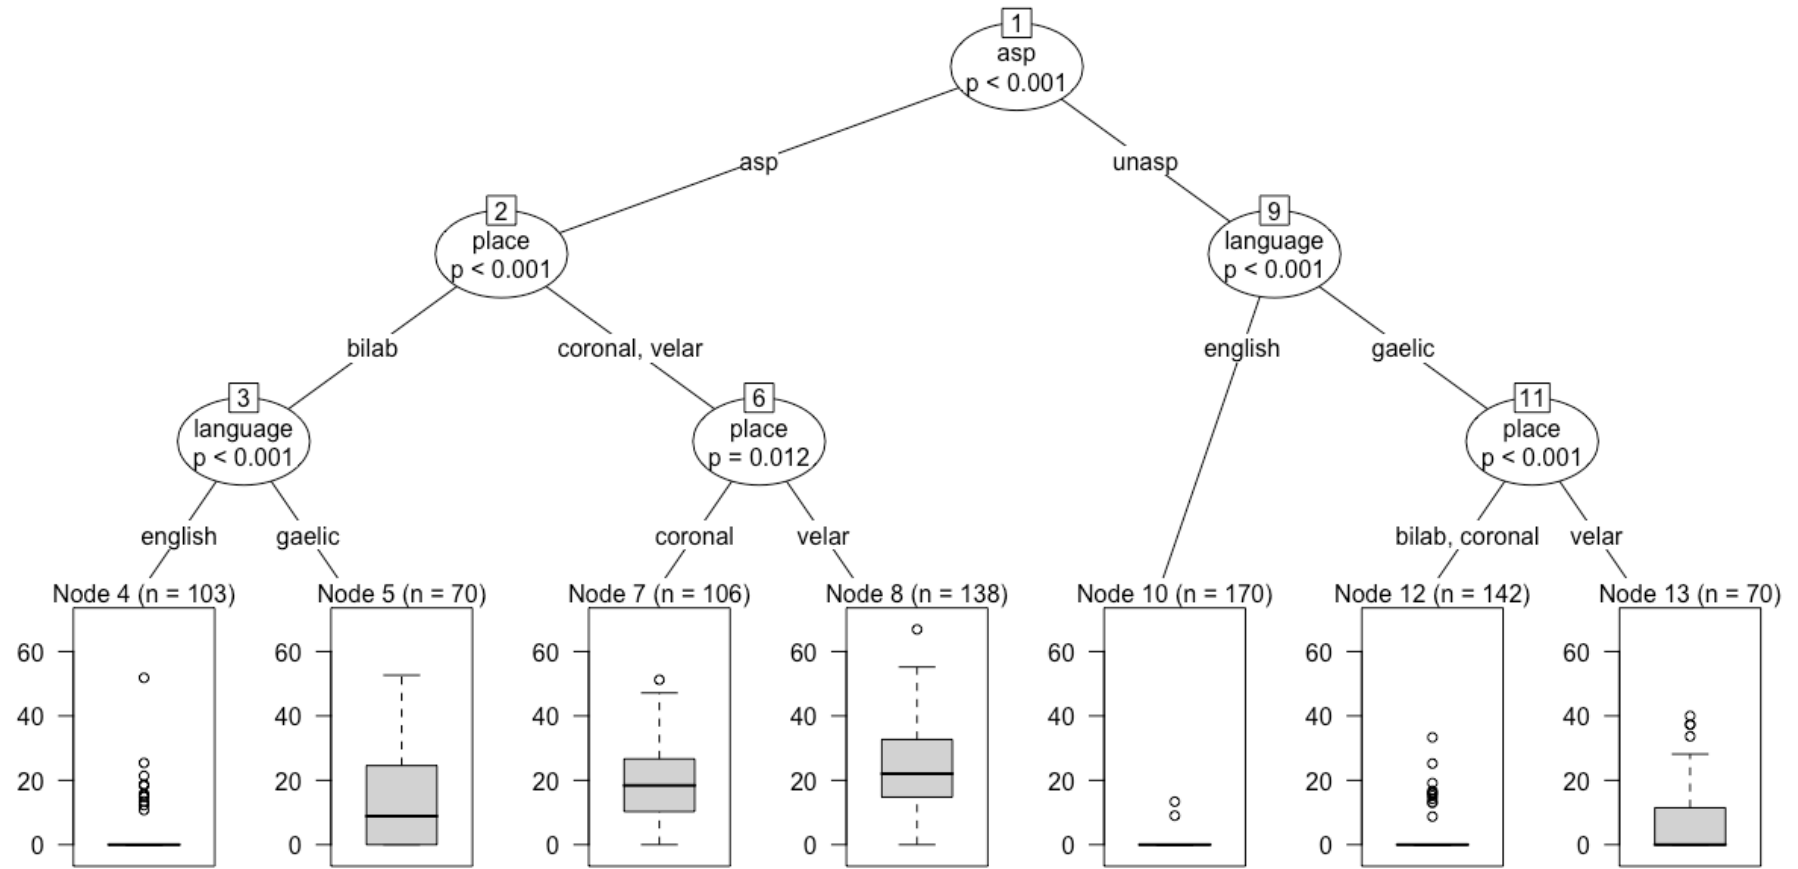 1
asp
p < 0.001
asp
unasp
2
place
p < 0.001
9
language
p < 0.001
bilab
coronal, velar
english
gaelic
3
language
p < 0.001
6
place
p = 0.012
11
place
p < 0.001
english
gaelic
coronal
velar
bilab, coronal
velar
Node 4 (n = 103)
Node 5 (n = 70)
Node 7 (n = 106)
Node 8 (n = 138)
Node 10 (n = 170)
Node 12 (n = 142)
Node 13 (n = 70)
60 60 60 60 60 60 60
40 40 40 40 40 40 40
20 20 20 20 20 20 20
0 0 0 0 0 0 0